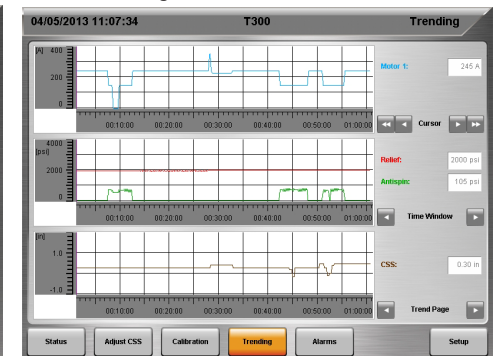 04/05/2013 11:07:34 T300 Trending
[A] 400
200
0
00:10:00 00:20:00 00:30:00 00:40:00 00:50:00 01:00:00
Motor 1: 245 A
Cursor
[psi] 4000
2000
0
00:10:00 00:20:00 00:30:00 00:40:00 00:50:00 01:00:00
Relief: 2000 psi
Antispin: 105 psi
Time Window
[in]
1.0
-1.0
00:10:00 00:20:00 00:30:00 00:40:00 00:50:00 01:00:00
CSS: 0.30 in
Trend Page
Status Adjust CSS Calibration Trending Alarms Setup